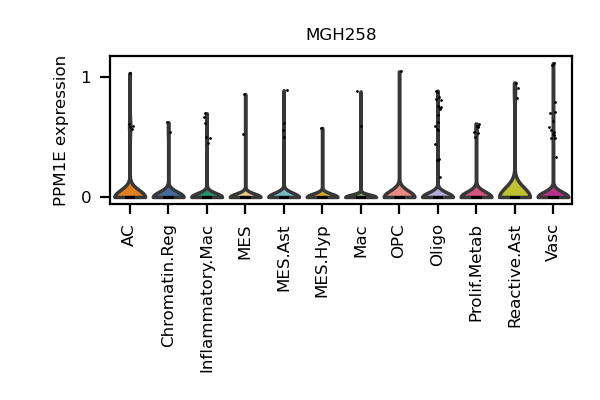 MGH258
PPM1E expression
1
0
AC
Chromatin.Reg
Inflammatory.Mac
MES
MES.Ast
MES.Hyp
Mac
OPC
Oligo
Prolif.Metab
Reactive.Ast
Vasc